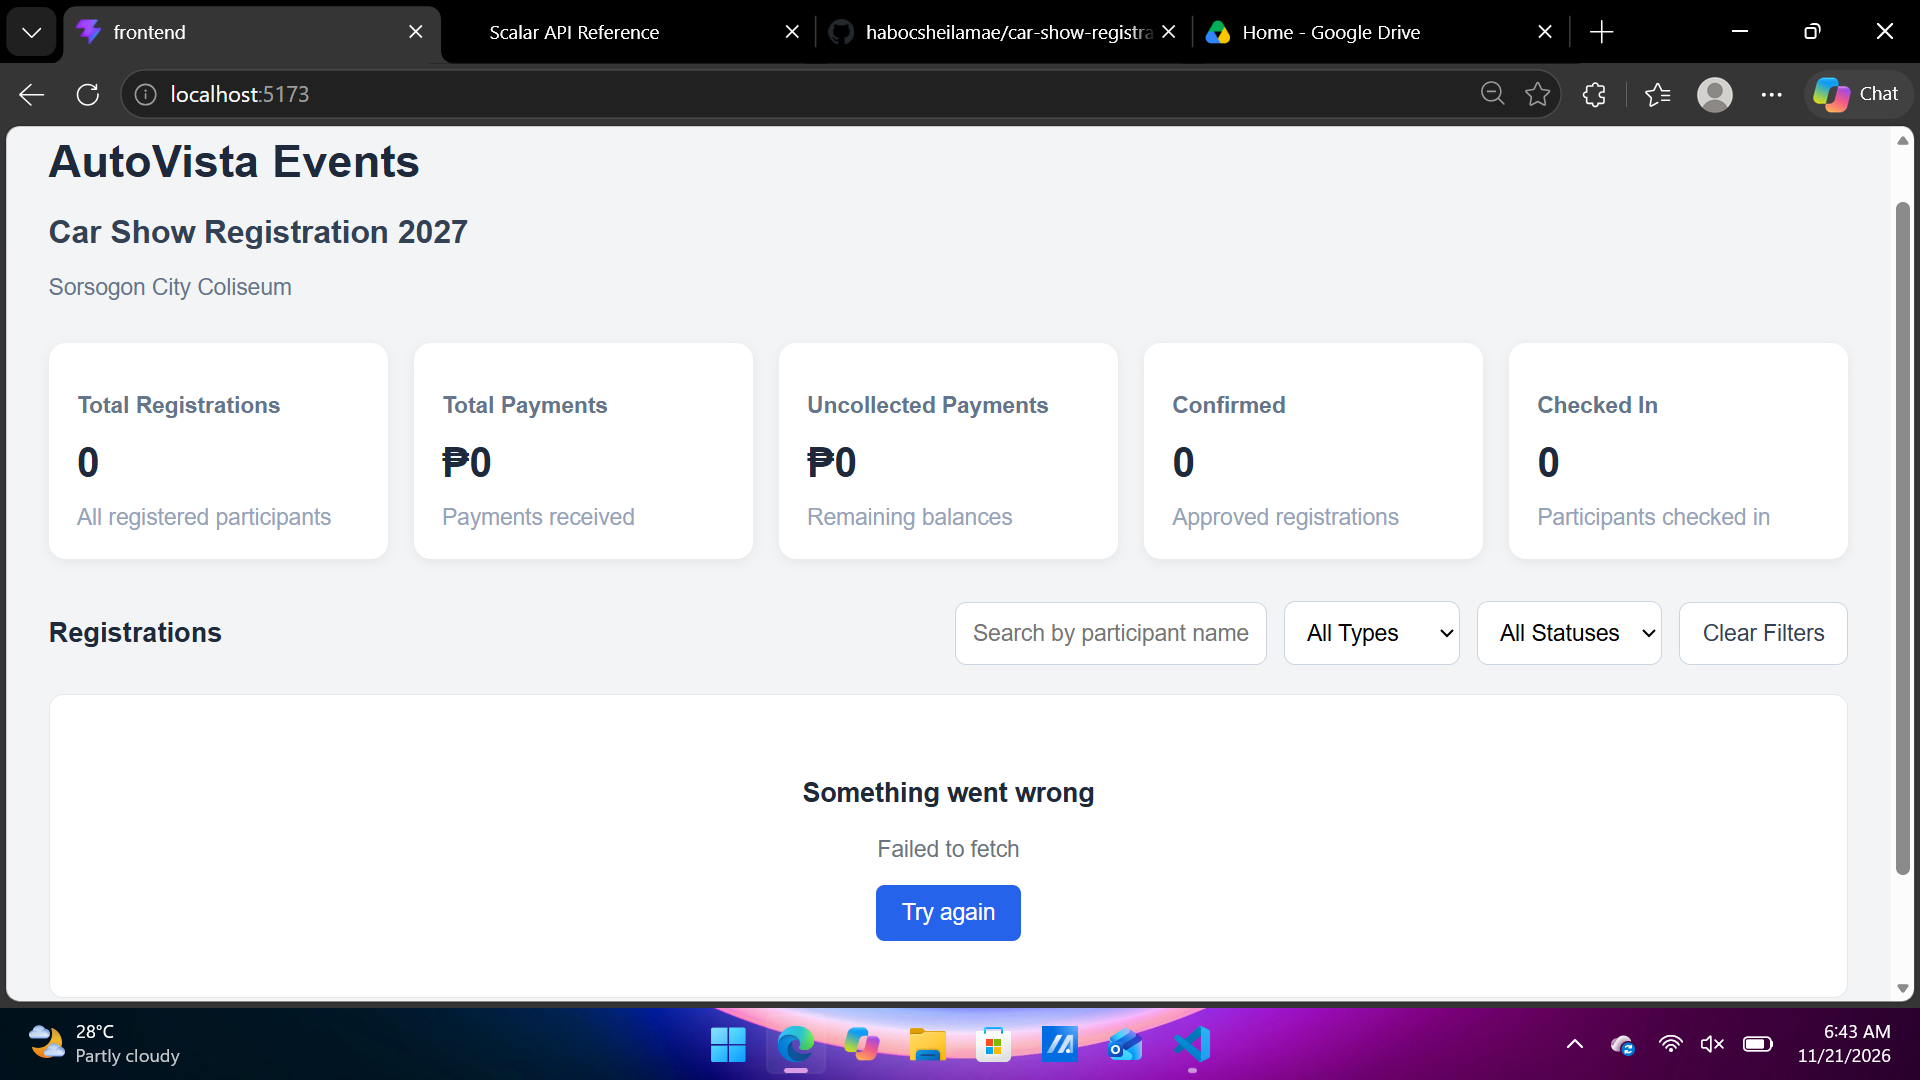 frontend
Scalar API Reference
habocsheilamae/car-show-registra
Home - Google Drive
localhost:5173
Chat
AutoVista Events
Car Show Registration 2027
Sorsogon City Coliseum
Total Registrations
0
All registered participants
Total Payments
₱0
Payments received
Uncollected Payments
₱0
Remaining balances
Confirmed
0
Approved registrations
Checked In
0
Participants checked in
Registrations
Search by participant name
All Types
All Statuses
Clear Filters
Something went wrong
Failed to fetch
Try again
28°C
Partly cloudy
6:43 AM
11/21/2026